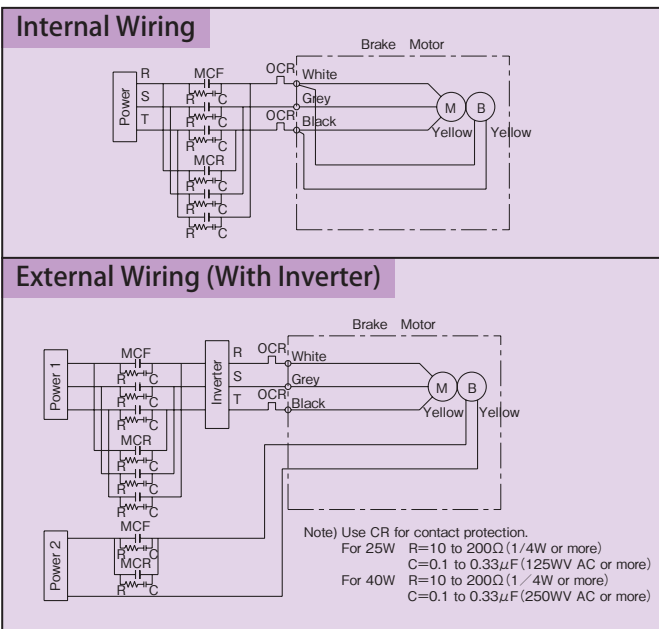 Internal Wiring
Brake Motor
Power
R
S
T
MCF
R C
R C
R C
MCR
R C
R C
R C
OCR
OCR
White
Grey
Black
M
B
Yellow
Yellow
External Wiring (With Inverter)
Brake Motor
Power 1
MCF
R C
R C
R C
MCR
R C
R C
R C
Inverter
R
S
T
OCR
OCR
White
Grey
Black
M
B
Yellow
Yellow
Power 2
MCF
R C
MCR
R C
Note) Use CR for contact protection.
For 25W R=10 to 200Ω(1/4W or more)
C=0.1 to 0.33μF(125WV AC or more)
For 40W R=10 to 200Ω(1/4W or more)
C=0.1 to 0.33μF(250WV AC or more)